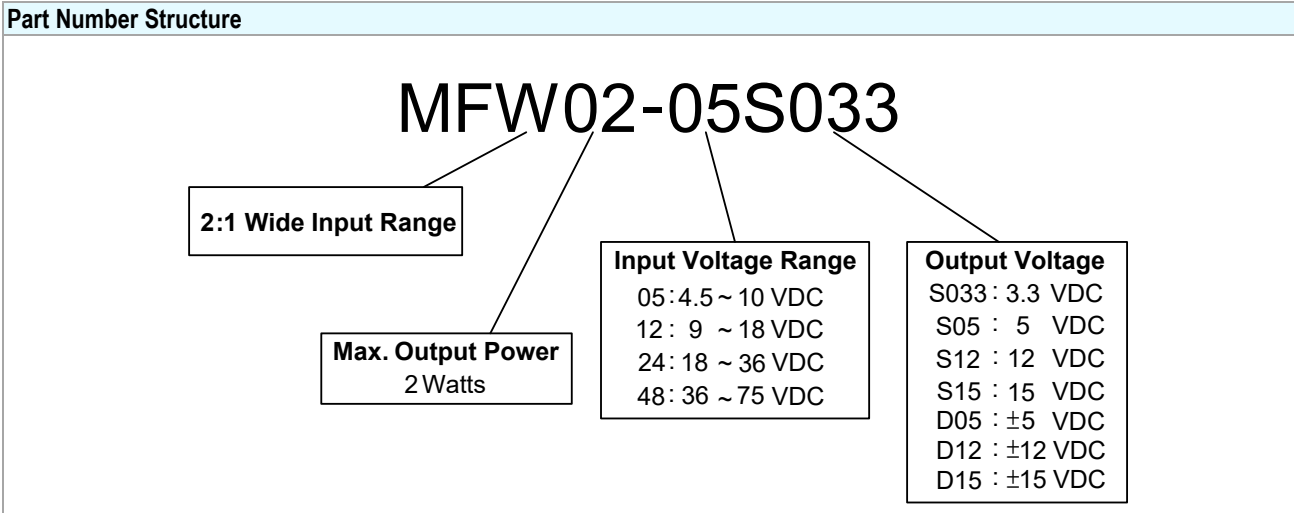 Part Number Structure
MFW02-05S033
2:1 Wide Input Range
Max. Output Power
2 Watts
Input Voltage Range
05 : 4.5 ~ 10 VDC
12 : 9 ~ 18 VDC
24 : 18 ~ 36 VDC
48 : 36 ~ 75 VDC
Output Voltage
S033 : 3.3 VDC
S05 : 5 VDC
S12 : 12 VDC
S15 : 15 VDC
D05 : ±5 VDC
D12 : ±12 VDC
D15 : ±15 VDC